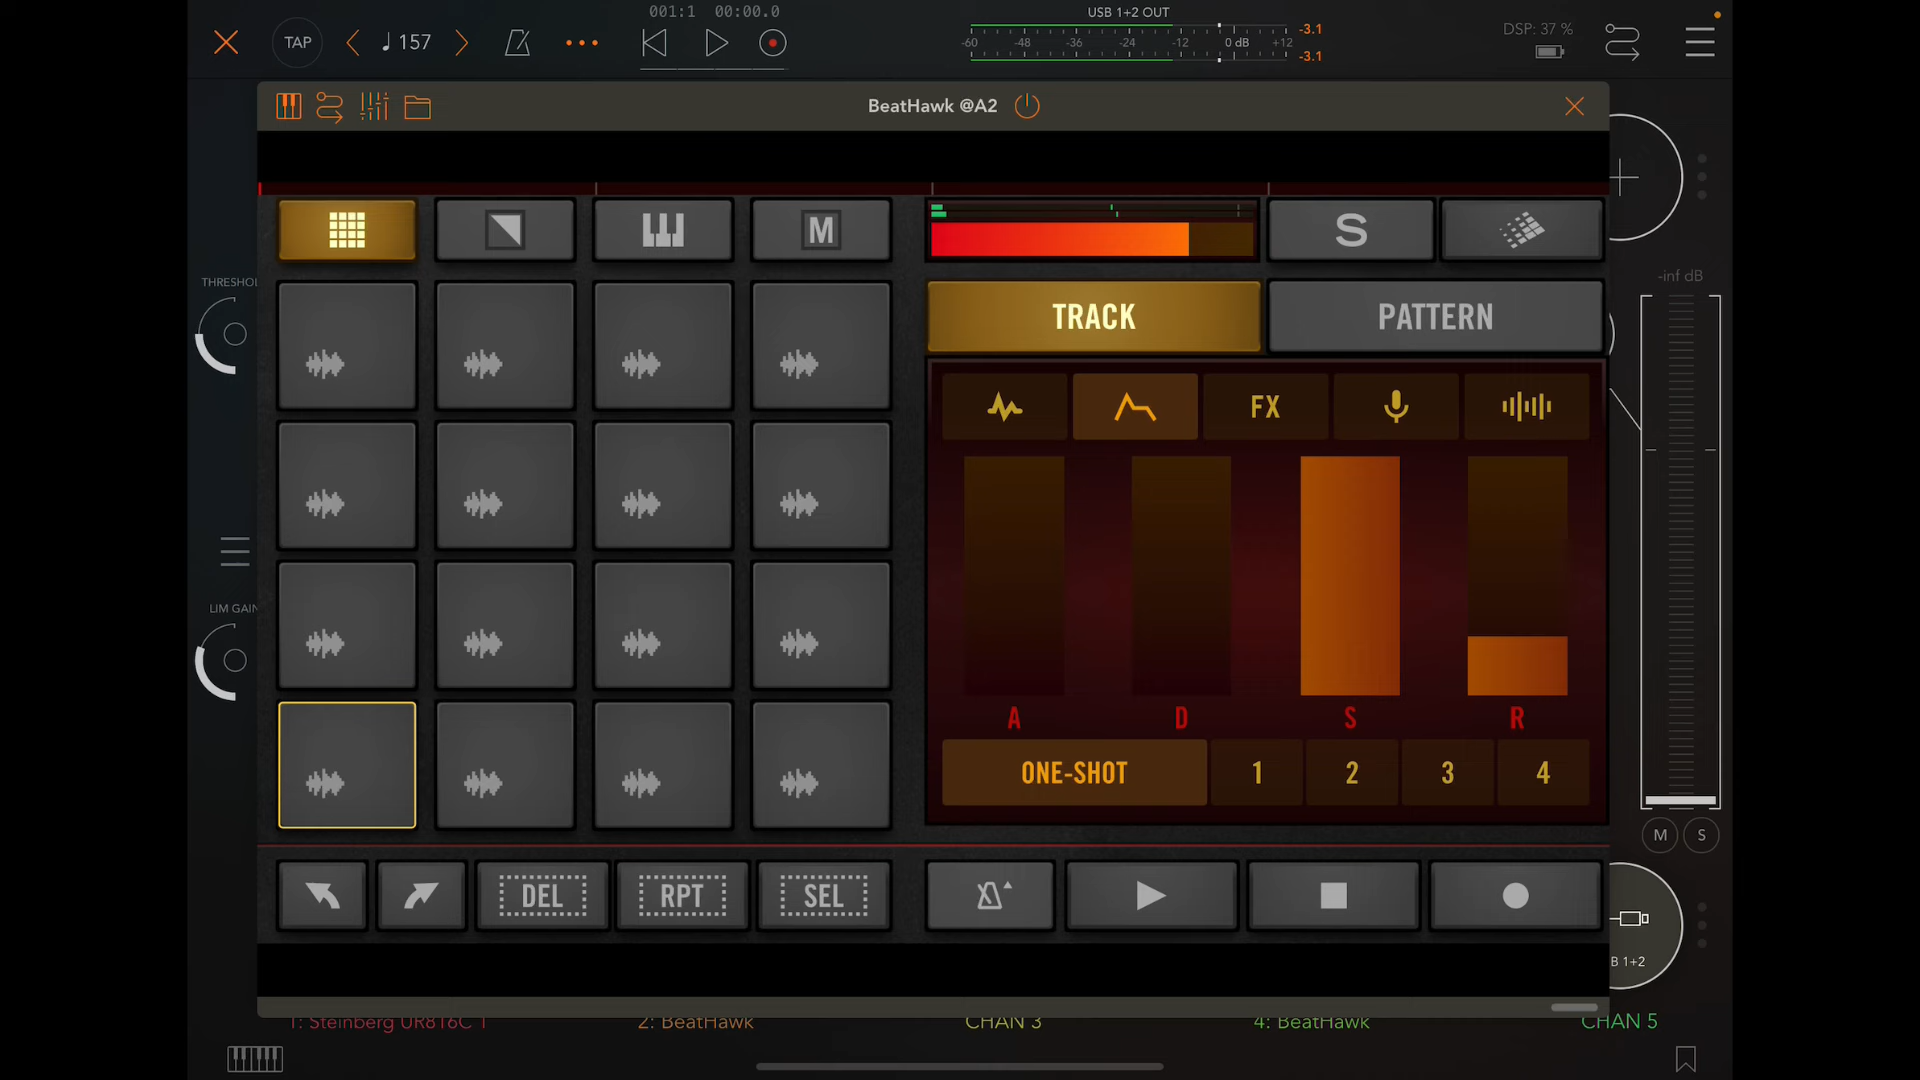 001:1 00:00.0
USB 1+2 OUT
TAP
157
-60 -48 -36 -24 -12 0 dB +12
-3.1
-3.1
DSP: 37 %
BeatHawk @A2
M
S
TRACK
PATTERN
THRESHOL
-inf dB
FX
LIM GAIN
A D S R
ONE-SHOT
1
2
3
4
M
S
DEL
RPT
SEL
B 1+2
1: Steinberg UR816C 1
2: BeatHawk
CHAN 3
4: BeatHawk
CHAN 5